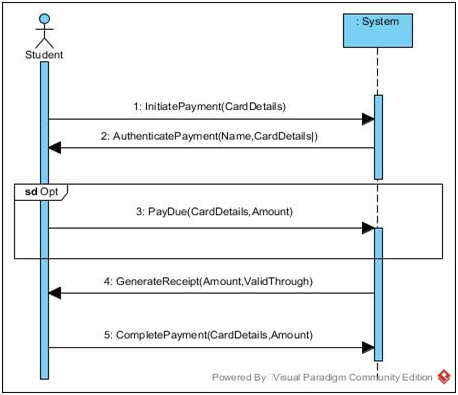 : System
Student
1: InitiatePayment(CardDetails)
2: AuthenticatePayment(Name,CardDetails|)
sd Opt
3: PayDue(CardDetails,Amount)
4: GenerateReceipt(Amount,ValidThrough)
5: CompletePayment(CardDetails,Amount)
Powered By Visual Paradigm Community Edition